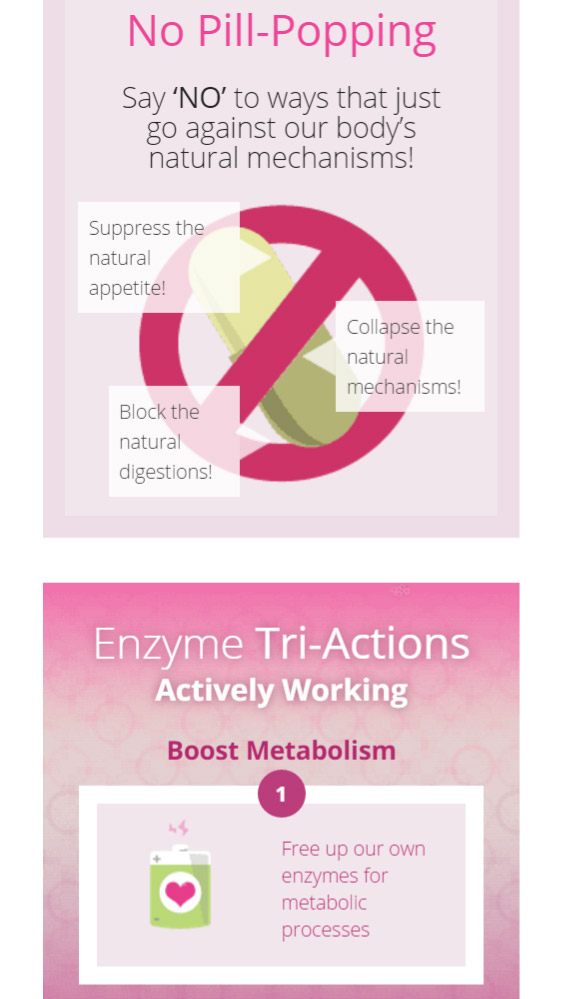 No Pill-Popping
Say ‘NO’ to ways that just
go against our body’s
natural mechanisms!
Suppress the
natural
appetite!
Collapse the
natural
mechanisms!
Block the
natural
digestions!
Enzyme Tri-Actions
Actively Working
Boost Metabolism
1
Free up our own
enzymes for
metabolic
processes